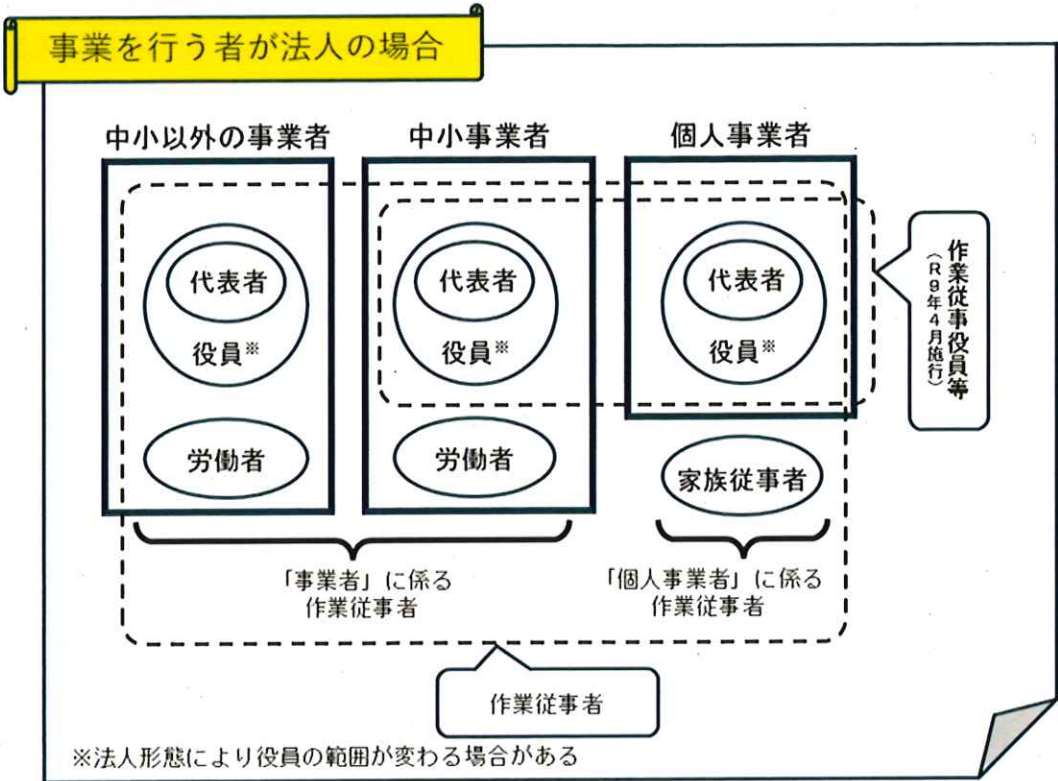 事業を行う者が法人の場合
中小以外の事業者
中小事業者
個人事業者
代表者
役員※
労働者
代表者
役員※
労働者
代表者
役員※
家族従事者
作業従事役員等
（R9年4月施行）
「事業者」に係る
作業従事者
「個人事業者」に係る
作業従事者
作業従事者
※法人形態により役員の範囲が変わる場合がある